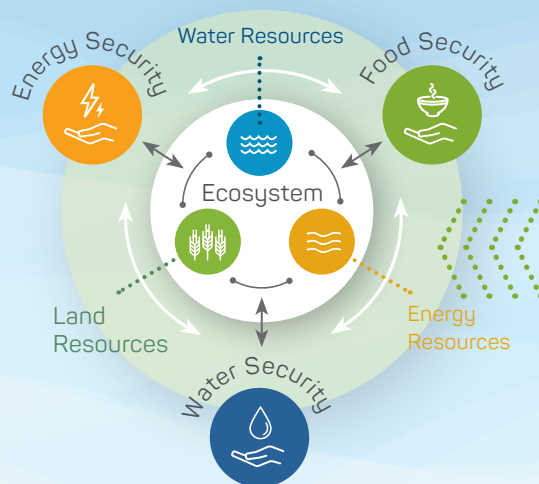 Water Resources
Energy Security
Food Security
Ecosystem
Land
Resources
Energy
Resources
Water Security